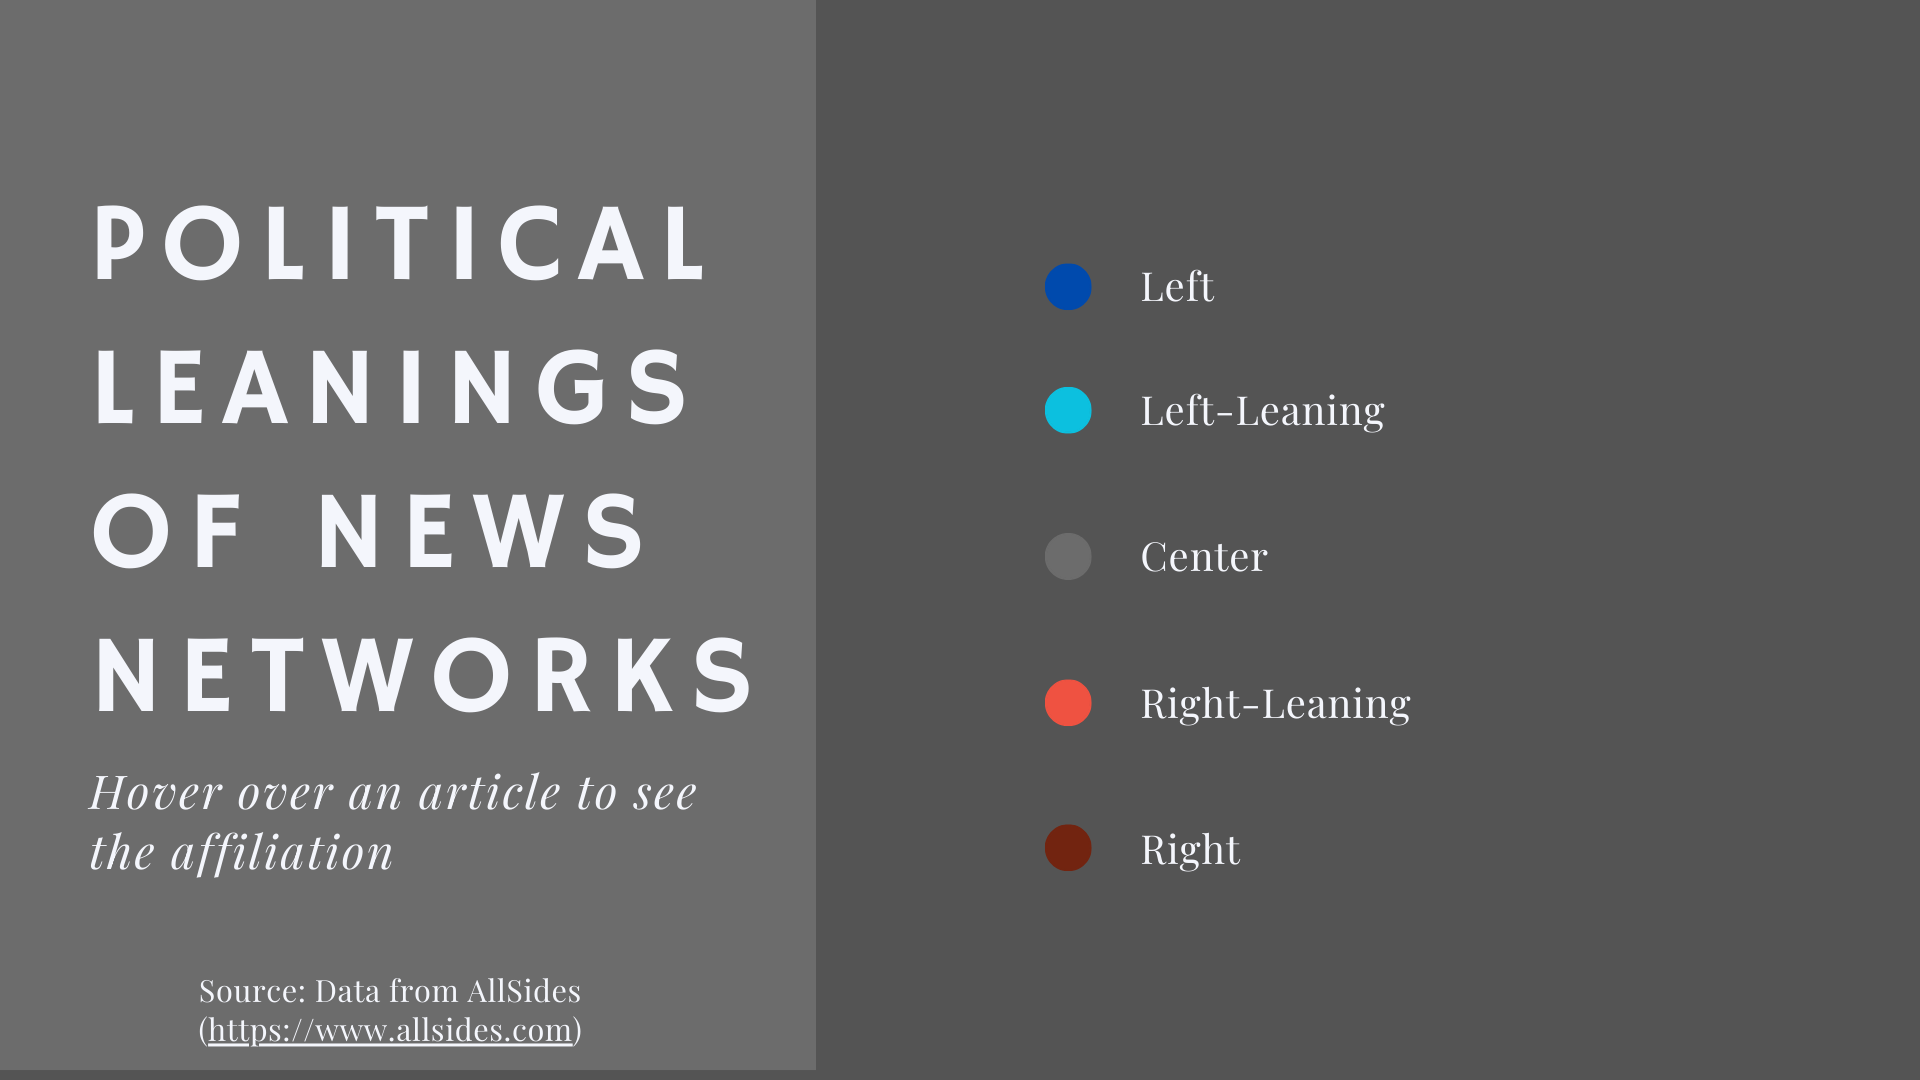 POLITICAL
LEANINGS
OF NEWS
NETWORKS
Hover over an article to see
the affiliation
Source: Data from AllSides
(https://www.allsides.com)
Left
Left-Leaning
Center
Right-Leaning
Right